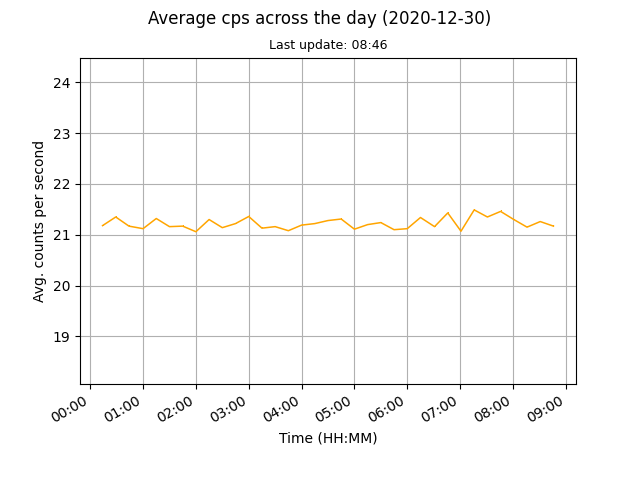 Average cps across the day (2020-12-30)
Last update: 08:46
24
23
22
21
20
19
Avg. counts per second
00:00 01:00 02:00 03:00 04:00 05:00 06:00 07:00 08:00 09:00
Time (HH:MM)